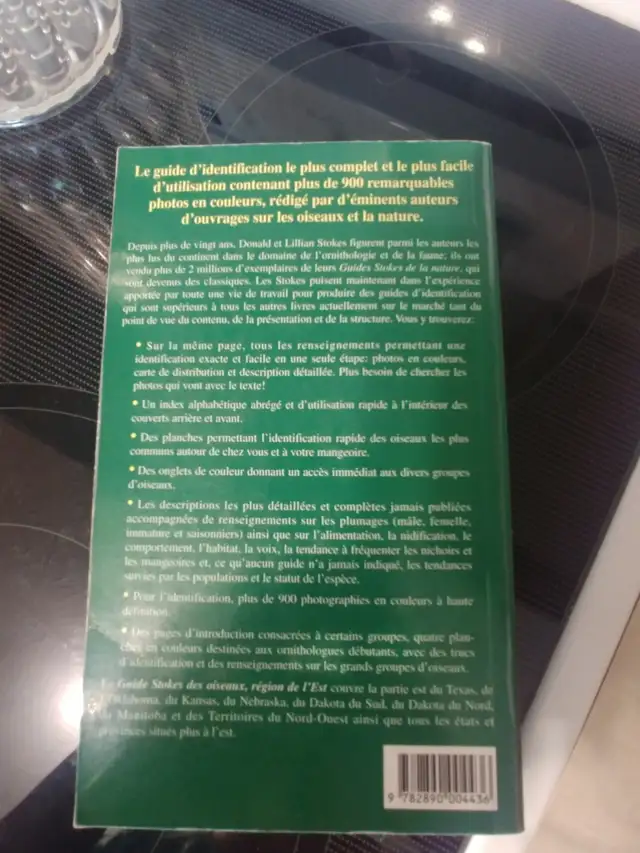 Le guide d'identification le plus complet et le plus facile
d'utilisation contenant plus de 900 remarquables
photos en couleurs, rédigé par d'éminents auteurs
d'ouvrages sur les oiseaux et la nature.
Depuis plus de vingt ans, Donald et Lillian Stokes figurent parmi les auteurs les
plus lus du continent dans le domaine de l'ornithologie et de la faune; ils ont
vendu plus de 2 millions d'exemplaires de leurs Guides Stokes de la nature, qui
sont devenus des classiques. Les Stokes puisent maintenant dans l'expérience
apportée par toute une vie de travail pour produire des guides d'identification
qui sont supérieurs à tous les autres livres actuellement sur le marché tant du
point de vue du contenu, de la présentation et de la structure. Vous y trouverez:
• Sur la même page, tous les renseignements permettant une
identification exacte et facile en une seule étape: photos en couleurs,
carte de distribution et description détaillée. Plus besoin de chercher les
photos qui vont avec le texte!
• Un index alphabétique abrégé et d'utilisation rapide à l'intérieur des
couverts arrière et avant.
• Des planches permettant l'identification rapide des oiseaux les plus
communs autour de chez vous et à votre mangeoire.
• Des onglets de couleur donnant un accès immédiat aux divers groupes
d'oiseaux.
• Les descriptions les plus détaillées et complètes jamais publiées
accompagnées de renseignements sur les plumages (mâle, femelle,
immature et saisonniers) ainsi que sur l'alimentation, la nidification, le
comportement, l'habitat, la voix, la tendance à fréquenter les nichoirs et
les mangeoires et, ce qu'aucun guide n'a jamais indiqué, les tendances
suivies par les populations et le statut de l'espèce.
• Pour l'identification, plus de 900 photographies en couleurs à haute
définition.
• Des pages d'introduction consacrées à certains groupes, quatre plan-
ches en couleurs destinées aux ornithologues débutants, avec des trucs
d'identification et des renseignements sur les grands groupes d'oiseaux.
Le Guide Stokes des oiseaux, région de l'Est couvre la partie est du Texas, de
l'Oklahoma, du Kansas, du Nebraska, du Dakota du Sud, du Dakota du Nord,
du Manitoba et des Territoires du Nord-Ouest ainsi que tous les états et
provinces situés plus à l'est.
9 782890 004436